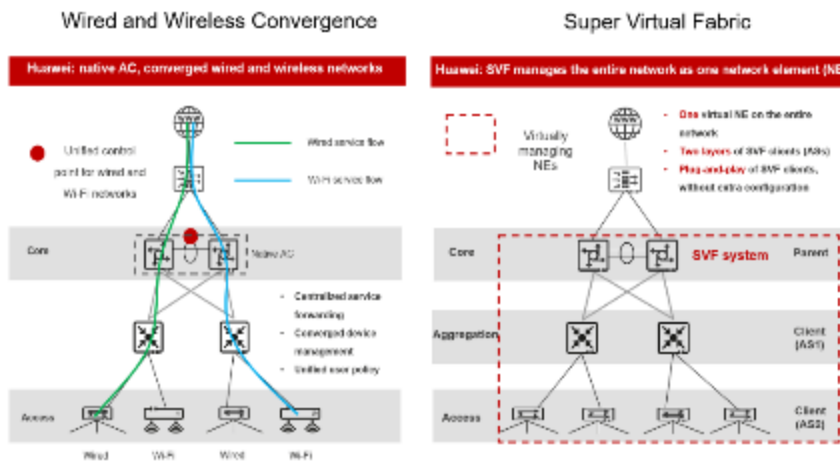 Wired and Wireless Convergence
Huawei: native AC, converged wired and wireless networks
WWW
Unified control
point for wired and
Wi-Fi networks
Wired service flow
Wi-Fi service flow
Core
Native AC
- Centralized service
forwarding
- Converged device
management
- Unified user policy
Access
Wired
Wi-Fi
Wired
Wi-Fi
Super Virtual Fabric
Huawei: SVF manages the entire network as one network element (NE
WWW
Virtually
managing
NEs
- One virtual NE on the entire
network
- Two layers of SVF clients (ASs)
- Plug-and-play of SVF clients,
without extra configuration
Core
SVF system
Parent
Aggregation
Client
(AS1)
Access
Client
(AS2)